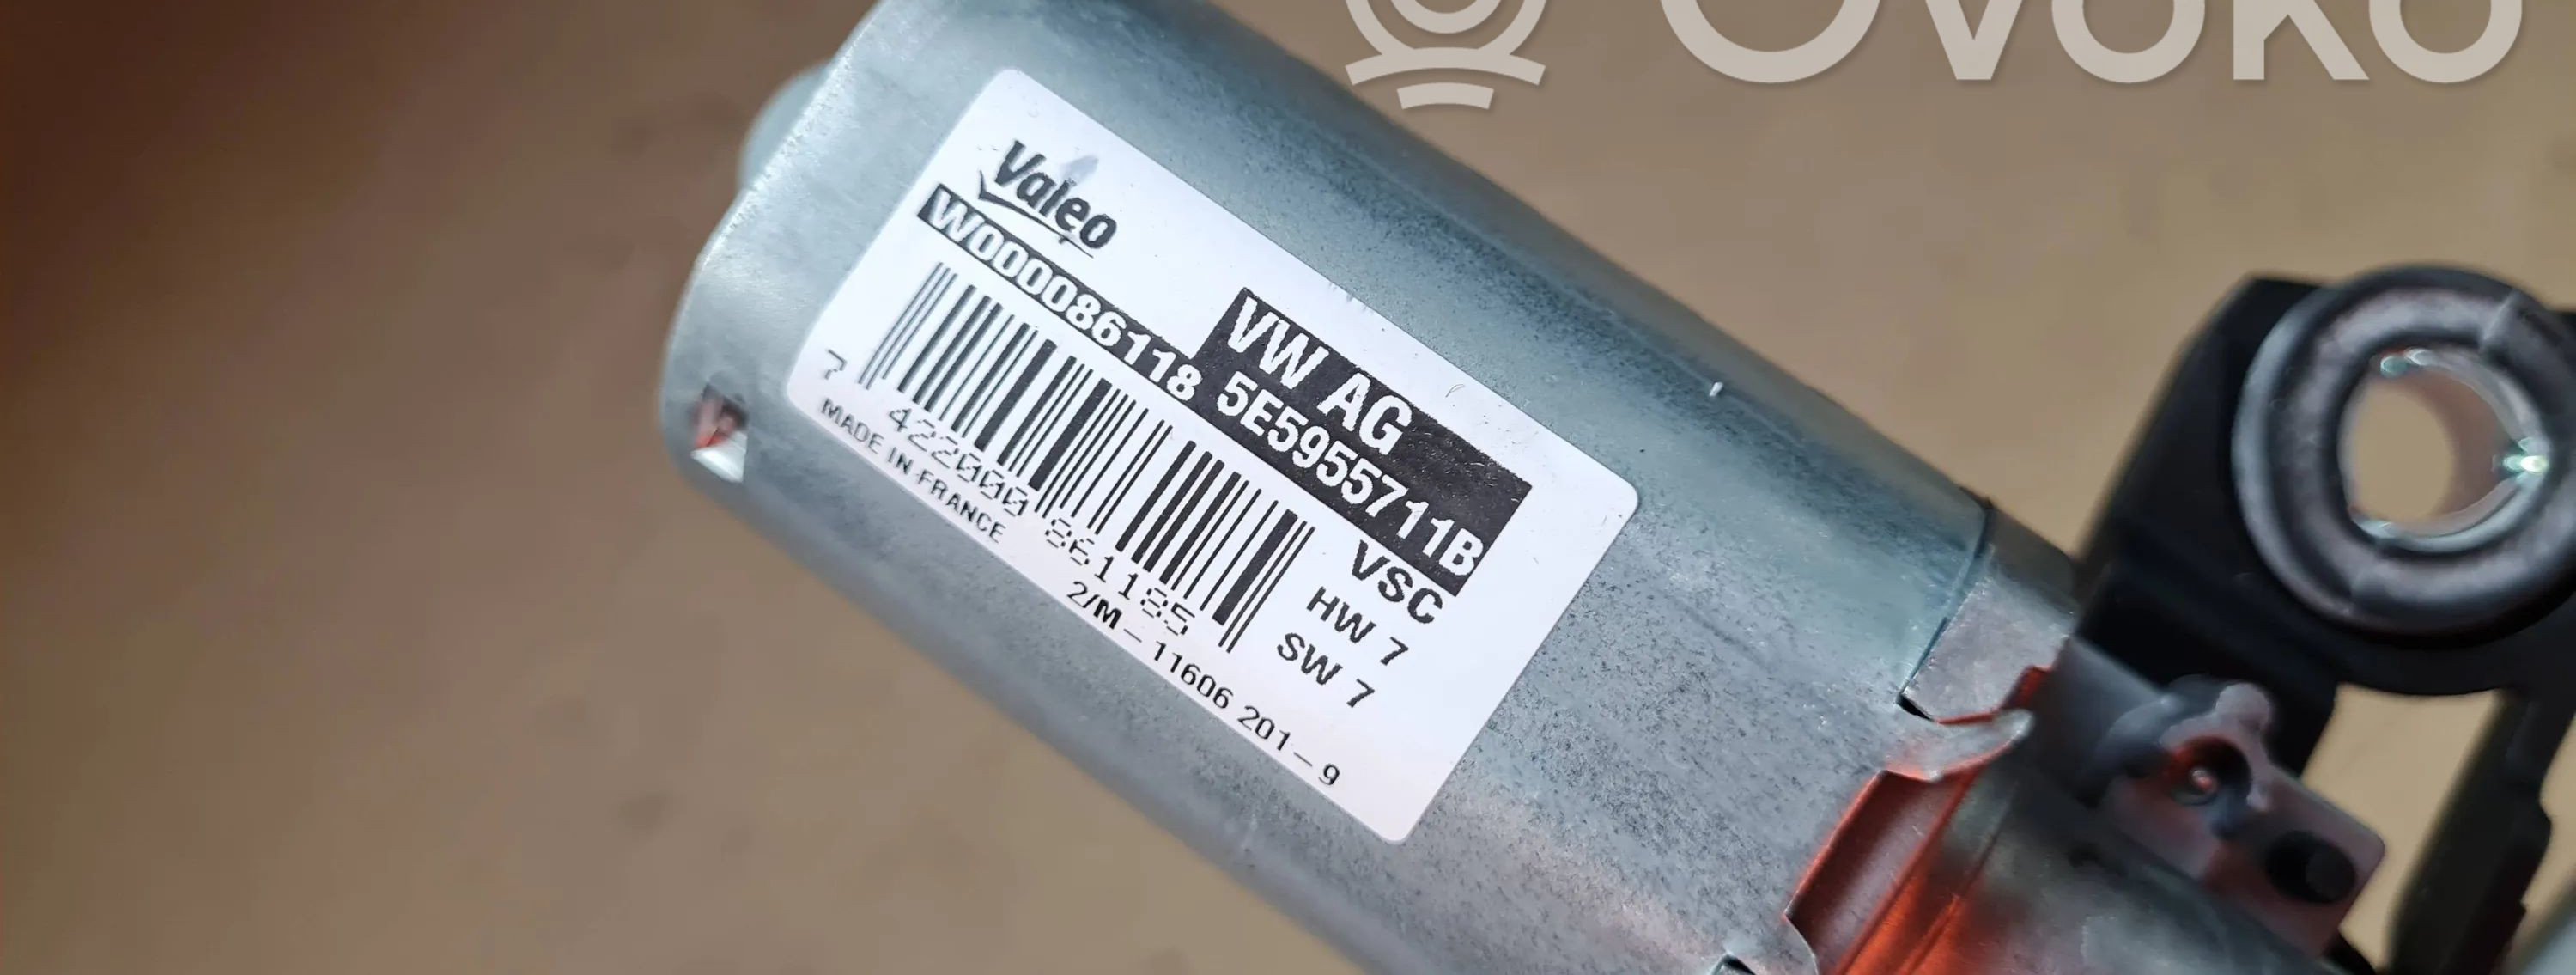 OVOKO
Valeo
VW AG
W000086118 5E5955711B
VSC
HW 7
SW 7
7 422000 861185
MADE IN FRANCE
2/M - 11606 201 - 9